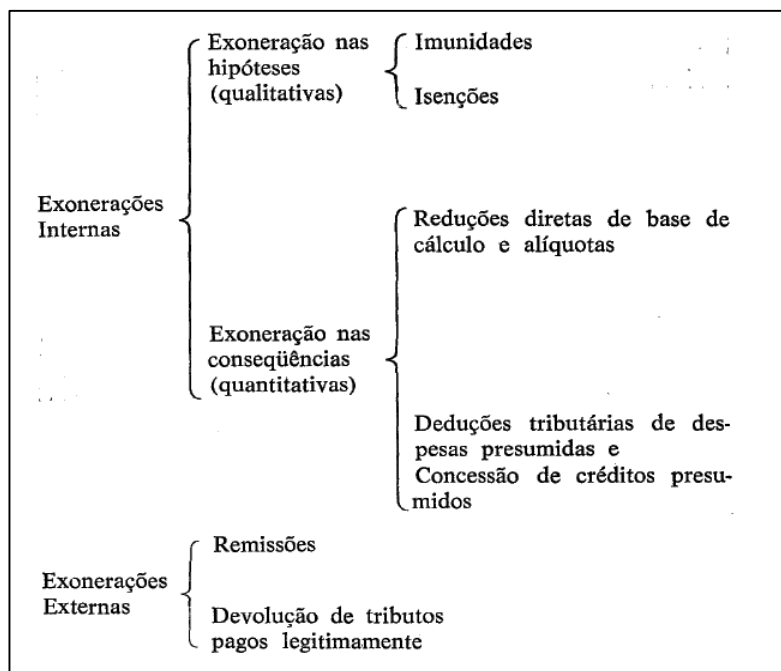 Exoneração nas
hipóteses
(qualitativas)
Imunidades
Isenções
Exonerações
Internas
Exoneração nas
conseqüências
(quantitativas)
Reduções diretas de base de
cálculo e alíquotas
Deduções tributárias de des-
pesas presumidas e
Concessão de créditos presu-
midos
Exonerações
Externas
Remissões
Devolução de tributos
pagos legitimamente